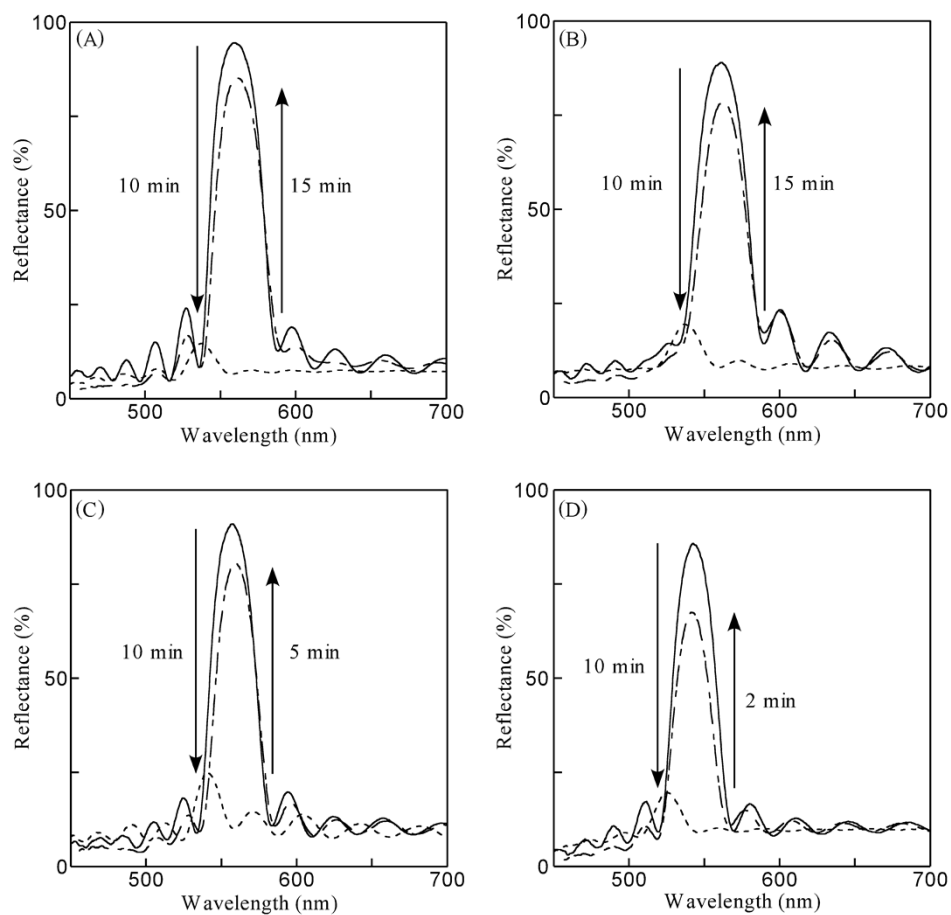 (A)
100
50
0
Reflectance (%)
10 min
15 min
500
600
700
Wavelength (nm)
(B)
100
50
0
Reflectance (%)
10 min
15 min
500
600
700
Wavelength (nm)
(C)
100
50
0
Reflectance (%)
10 min
5 min
500
600
700
Wavelength (nm)
(D)
100
50
0
Reflectance (%)
10 min
2 min
500
600
700
Wavelength (nm)